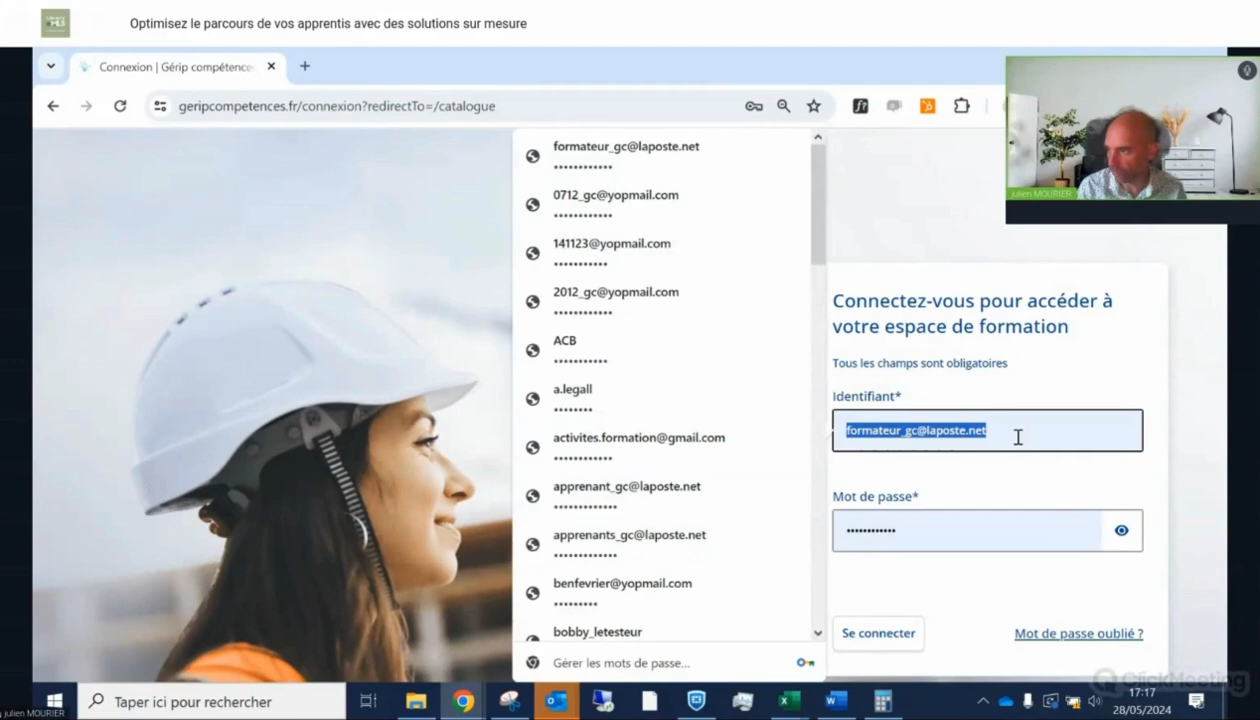 Optimisez le parcours de vos apprentis avec des solutions sur mesure
Connexion | Gérip compétence
geripcompetences.fr/connexion?redirectTo=/catalogue
julien MOURIER
formateur_gc@laposte.net
••••••••••••
0712_gc@yopmail.com
••••••••••••
141123@yopmail.com
•••••••••••
2012_gc@yopmail.com
••••••••••••
ACB
•••••••••••
a.legall
••••••••
activites.formation@gmail.com
••••••••••••
apprenant_gc@laposte.net
•••••••••••••
apprenants_gc@laposte.net
•••••••••••••
benfevrier@yopmail.com
•••••••••
bobby_letesteur
Gérer les mots de passe...
Connectez-vous pour accéder à
votre espace de formation
Tous les champs sont obligatoires
Identifiant*
formateur_gc@laposte.net
Mot de passe*
••••••••••••
Se connecter
Mot de passe oublié ?
ClickMeeting
Taper ici pour rechercher
17:17
28/05/2024
julien MOURIER